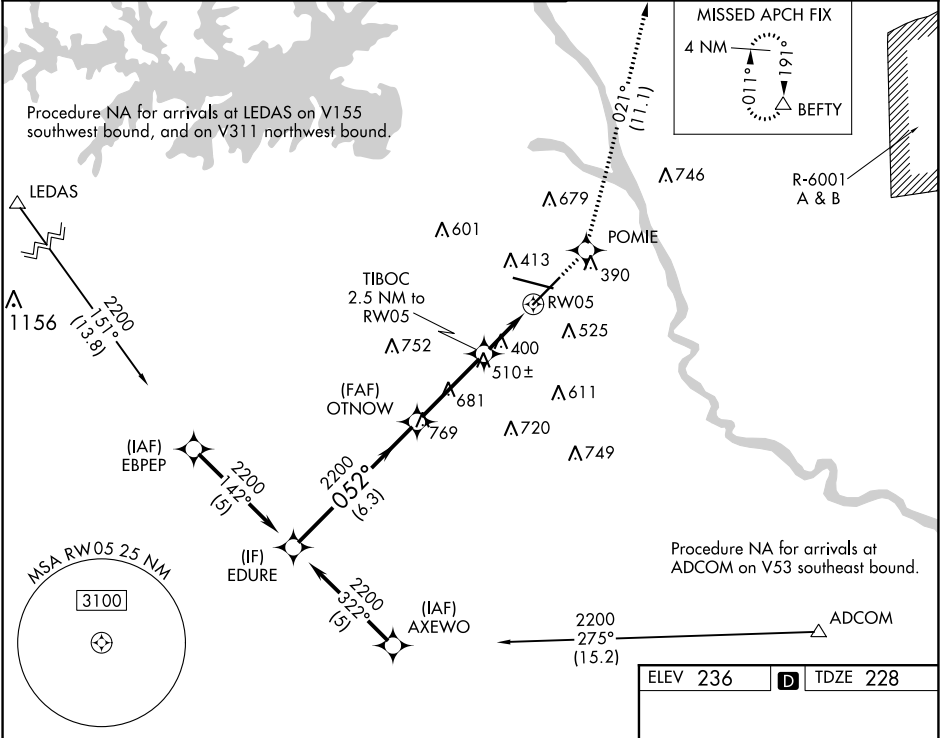 MISSED APCH FIX
4 NM
011°
191°
BEFTY
Procedure NA for arrivals at LEDAS on V155
southwest bound, and on V311 northwest bound.
021°
(11.1)
R-6001
A & B
LEDAS
746
679
601
POMIE
413
390
TIBOC
2.5 NM to
RW05
RW05
1156
2200
151°
(13.8)
752
400
525
510±
(FAF)
OTNOW
681
611
769
720
749
(IAF)
EBPEP
2200
142°
(5)
2200
052°
(6.3)
(IF)
EDURE
Procedure NA for arrivals at
ADCOM on V53 southeast bound.
MSA RW05 25 NM
3100
2200
322°
(5)
(IAF)
AXEWO
2200
275°
(15.2)
ADCOM
ELEV 236 D TDZE 228